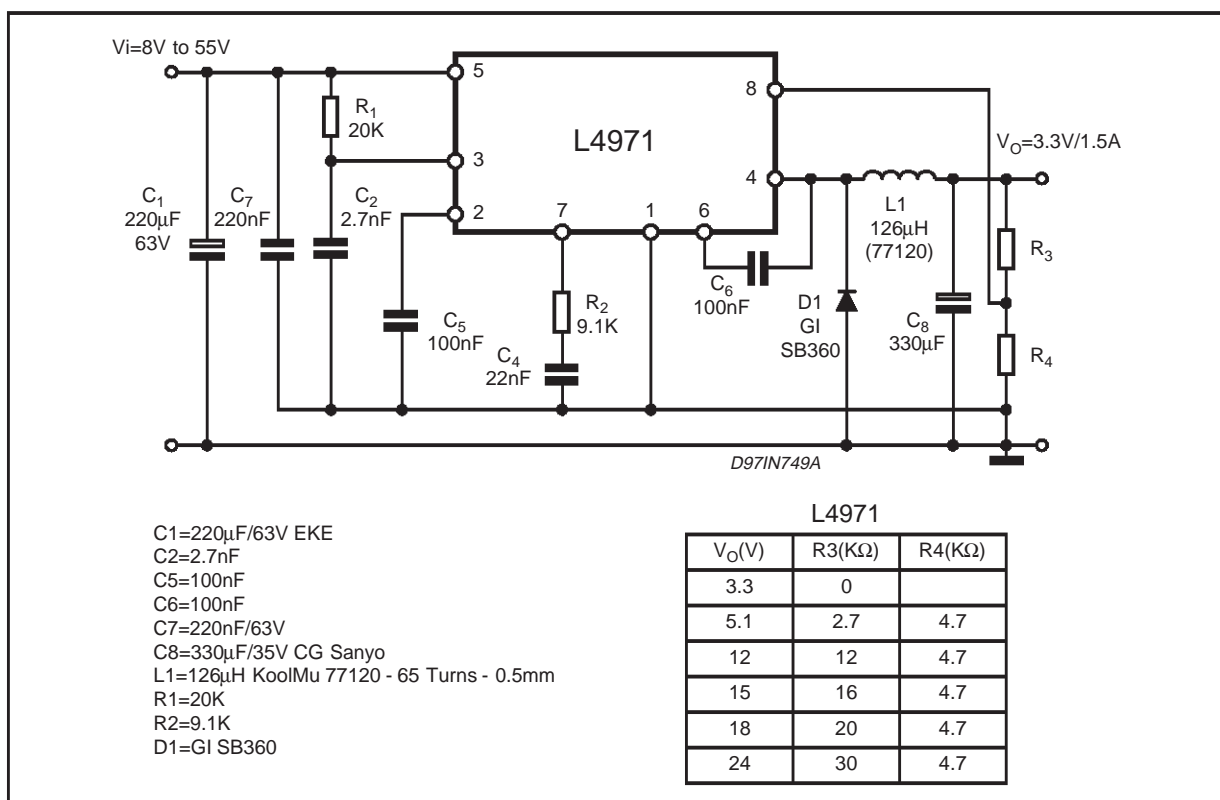 Vi=8V to 55V
5
8
R1
20K
L4971
VO=3.3V/1.5A
3
4
C1
220μF
63V
C7
220nF
C2
2.7nF
2
7
1
6
L1
126μH
(77120)
R3
C6
100nF
R2
9.1K
D1
GI
SB360
C8
330μF
R4
C5
100nF
C4
22nF
D97IN749A
C1=220μF/63V EKE
C2=2.7nF
C5=100nF
C6=100nF
C7=220nF/63V
C8=330μF/35V CG Sanyo
L1=126μH KoolMu 77120 - 65 Turns - 0.5mm
R1=20K
R2=9.1K
D1=GI SB360
L4971
VO(V) R3(KΩ) R4(KΩ)
3.3 0
5.1 2.7 4.7
12 12 4.7
15 16 4.7
18 20 4.7
24 30 4.7